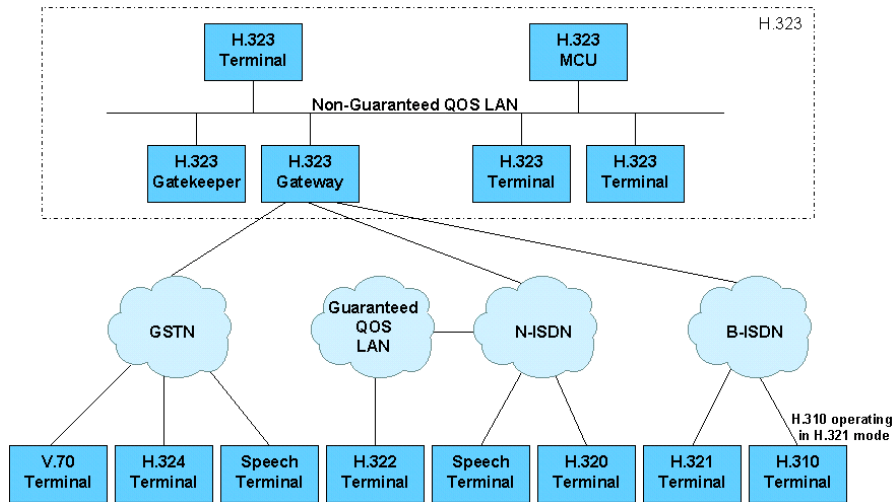 H.323
H.323
Terminal
H.323
MCU
Non-Guaranteed QOS LAN
H.323
Gatekeeper
H.323
Gateway
H.323
Terminal
H.323
Terminal
GSTN
Guaranteed
QOS
LAN
N-ISDN
B-ISDN
H.310 operating
in H.321 mode
V.70
Terminal
H.324
Terminal
Speech
Terminal
H.322
Terminal
Speech
Terminal
H.320
Terminal
H.321
Terminal
H.310
Terminal